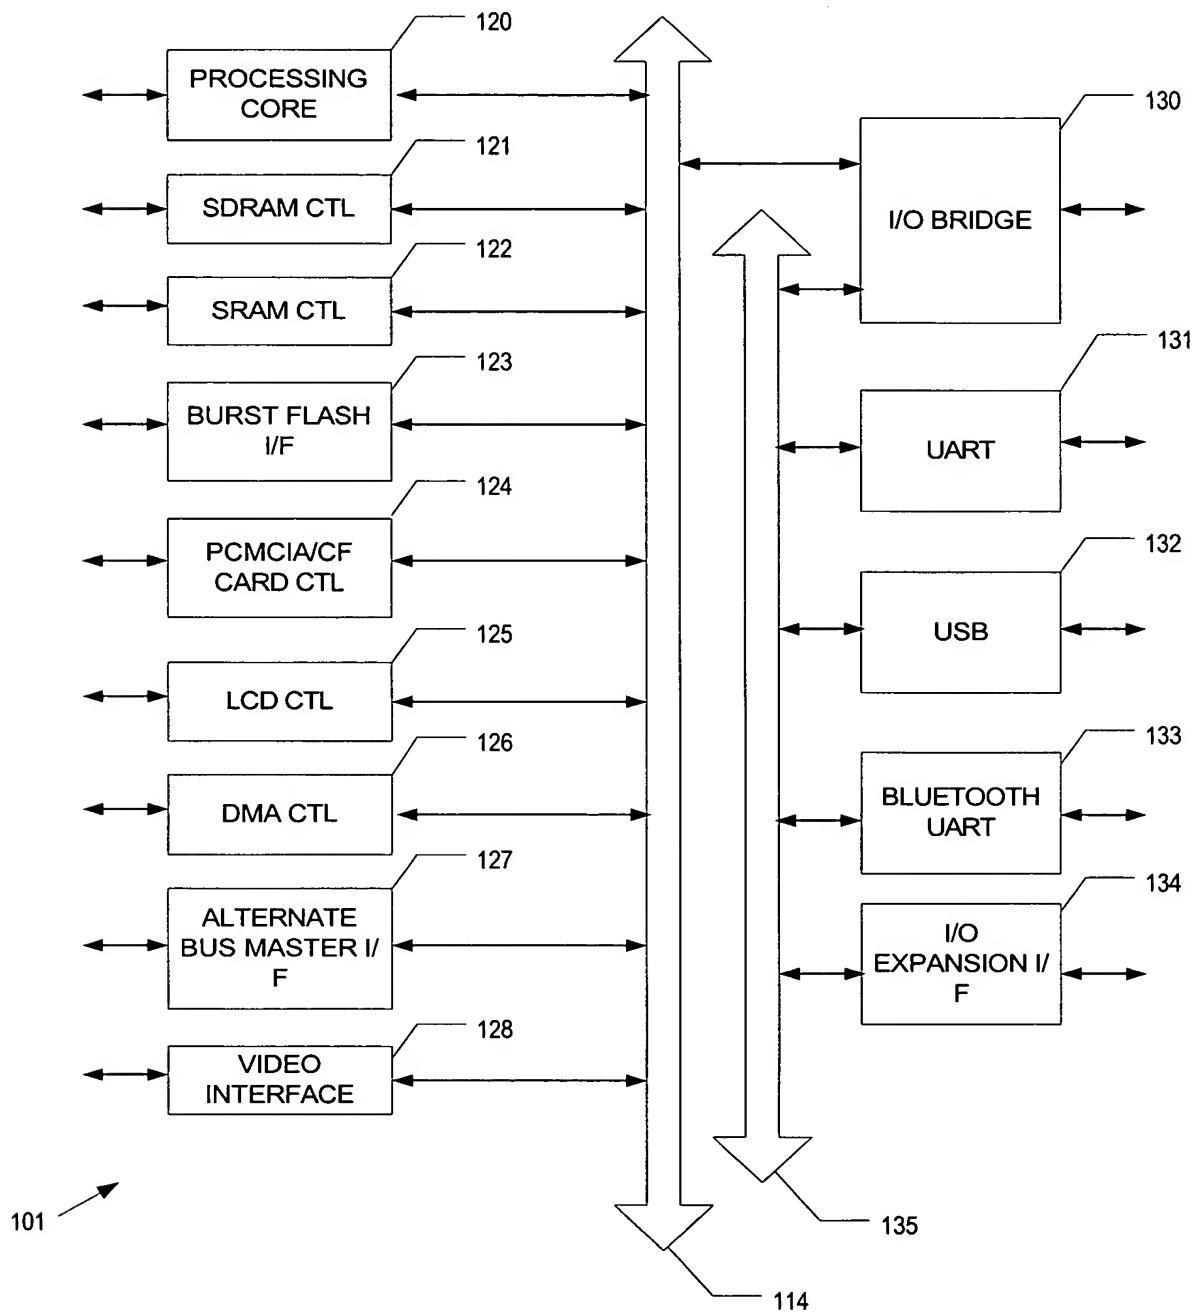 120
PROCESSING
CORE
121
SDRAM CTL
122
SRAM CTL
123
BURST FLASH
I/F
124
PCMCIA/CF
CARD CTL
125
LCD CTL
126
DMA CTL
127
ALTERNATE
BUS MASTER I/
F
128
VIDEO
INTERFACE
130
I/O BRIDGE
131
UART
132
USB
133
BLUETOOTH
UART
134
I/O
EXPANSION I/
F
101
135
114